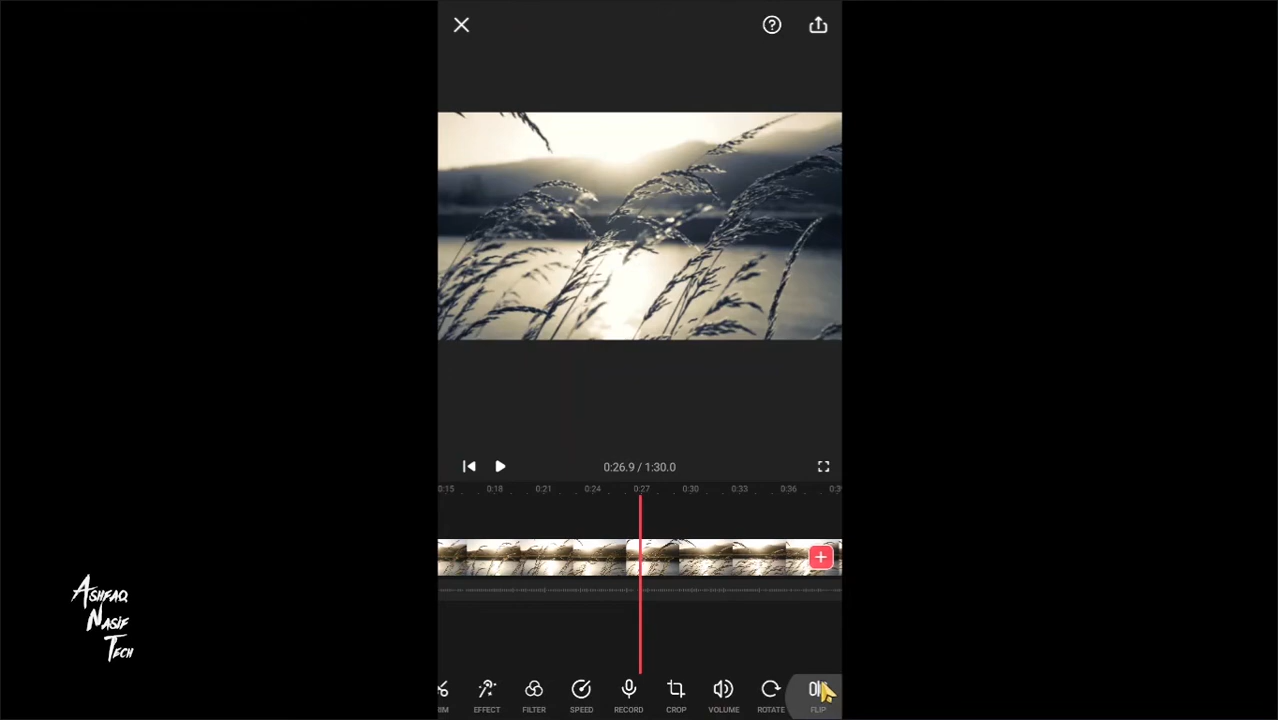 0:26.9 / 1:30.0
0:15 0:18 0:21 0:24 0:27 0:30 0:33 0:36
Ashfaq
Nasif
Tech
EFFECT FILTER SPEED RECORD CROP VOLUME ROTATE FLIP